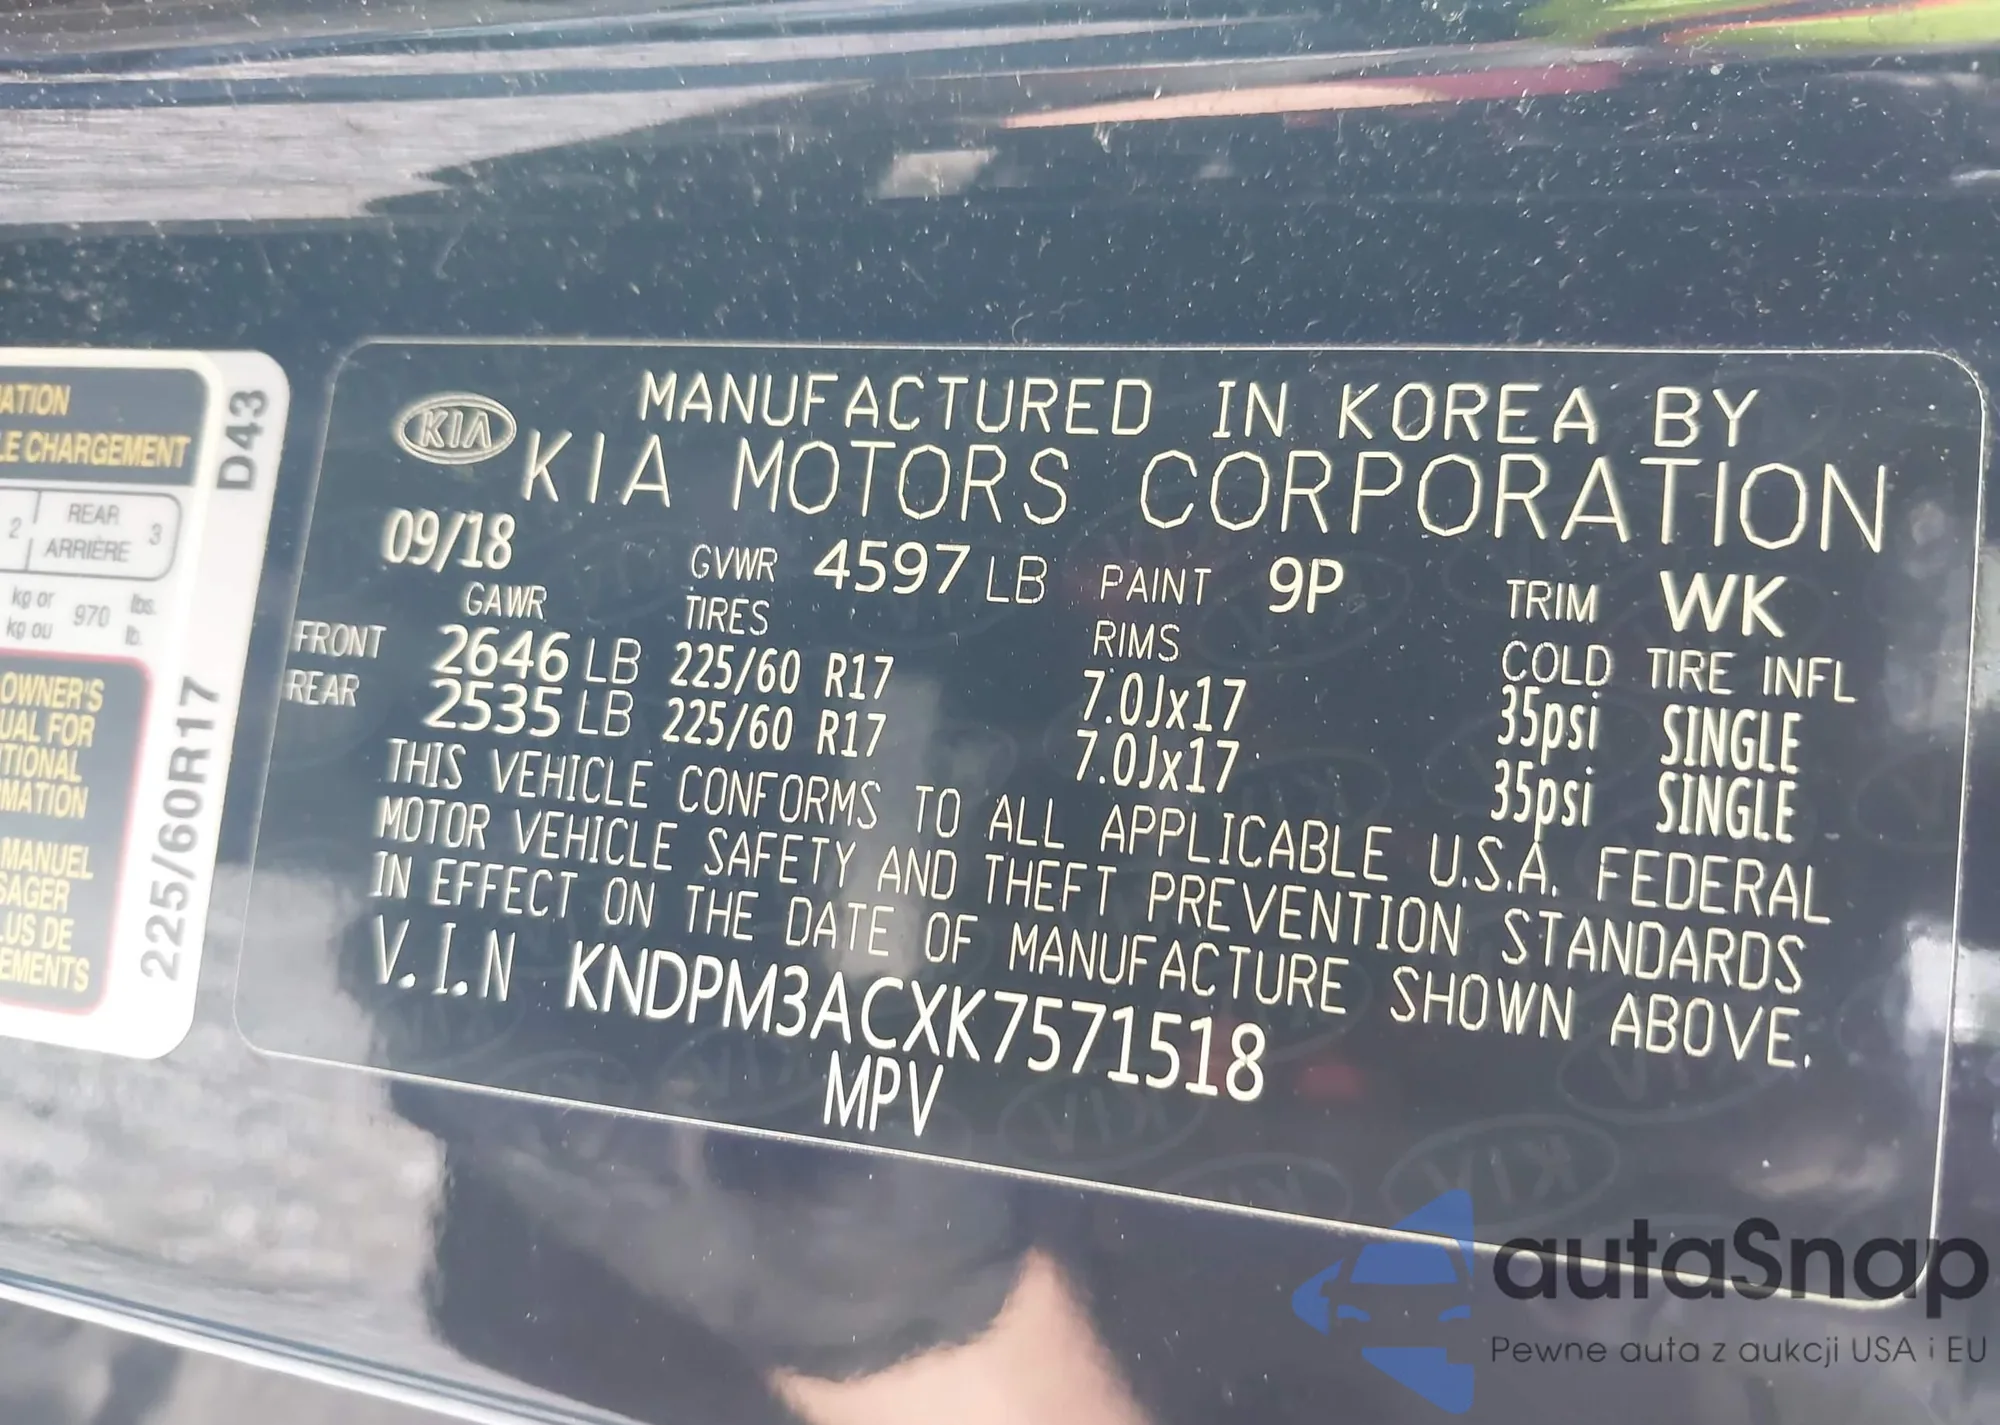 MATION
LE CHARGEMENT
2 REAR 3
ARRIÈRE
kg or 970 lbs.
kg ou lb.
OWNER'S
UAL FOR
TIONAL
MATION
MANUEL
SAGER
LUS DE
EMENTS
D43
225/60R17
KIA
MANUFACTURED IN KOREA BY
KIA MOTORS CORPORATION
09/18 GVWR 4597 LB PAINT 9P TRIM WK
GAWR TIRES RIMS COLD TIRE INFL
FRONT 2646 LB 225/60 R17 7.0Jx17 35psi SINGLE
REAR 2535 LB 225/60 R17 7.0Jx17 35psi SINGLE
THIS VEHICLE CONFORMS TO ALL APPLICABLE U.S.A. FEDERAL
MOTOR VEHICLE SAFETY AND THEFT PREVENTION STANDARDS
IN EFFECT ON THE DATE OF MANUFACTURE SHOWN ABOVE.
V.I.N KNDPM3ACXK7571518
MPV
autaSnap
Pewne auta z aukcji USA i EU